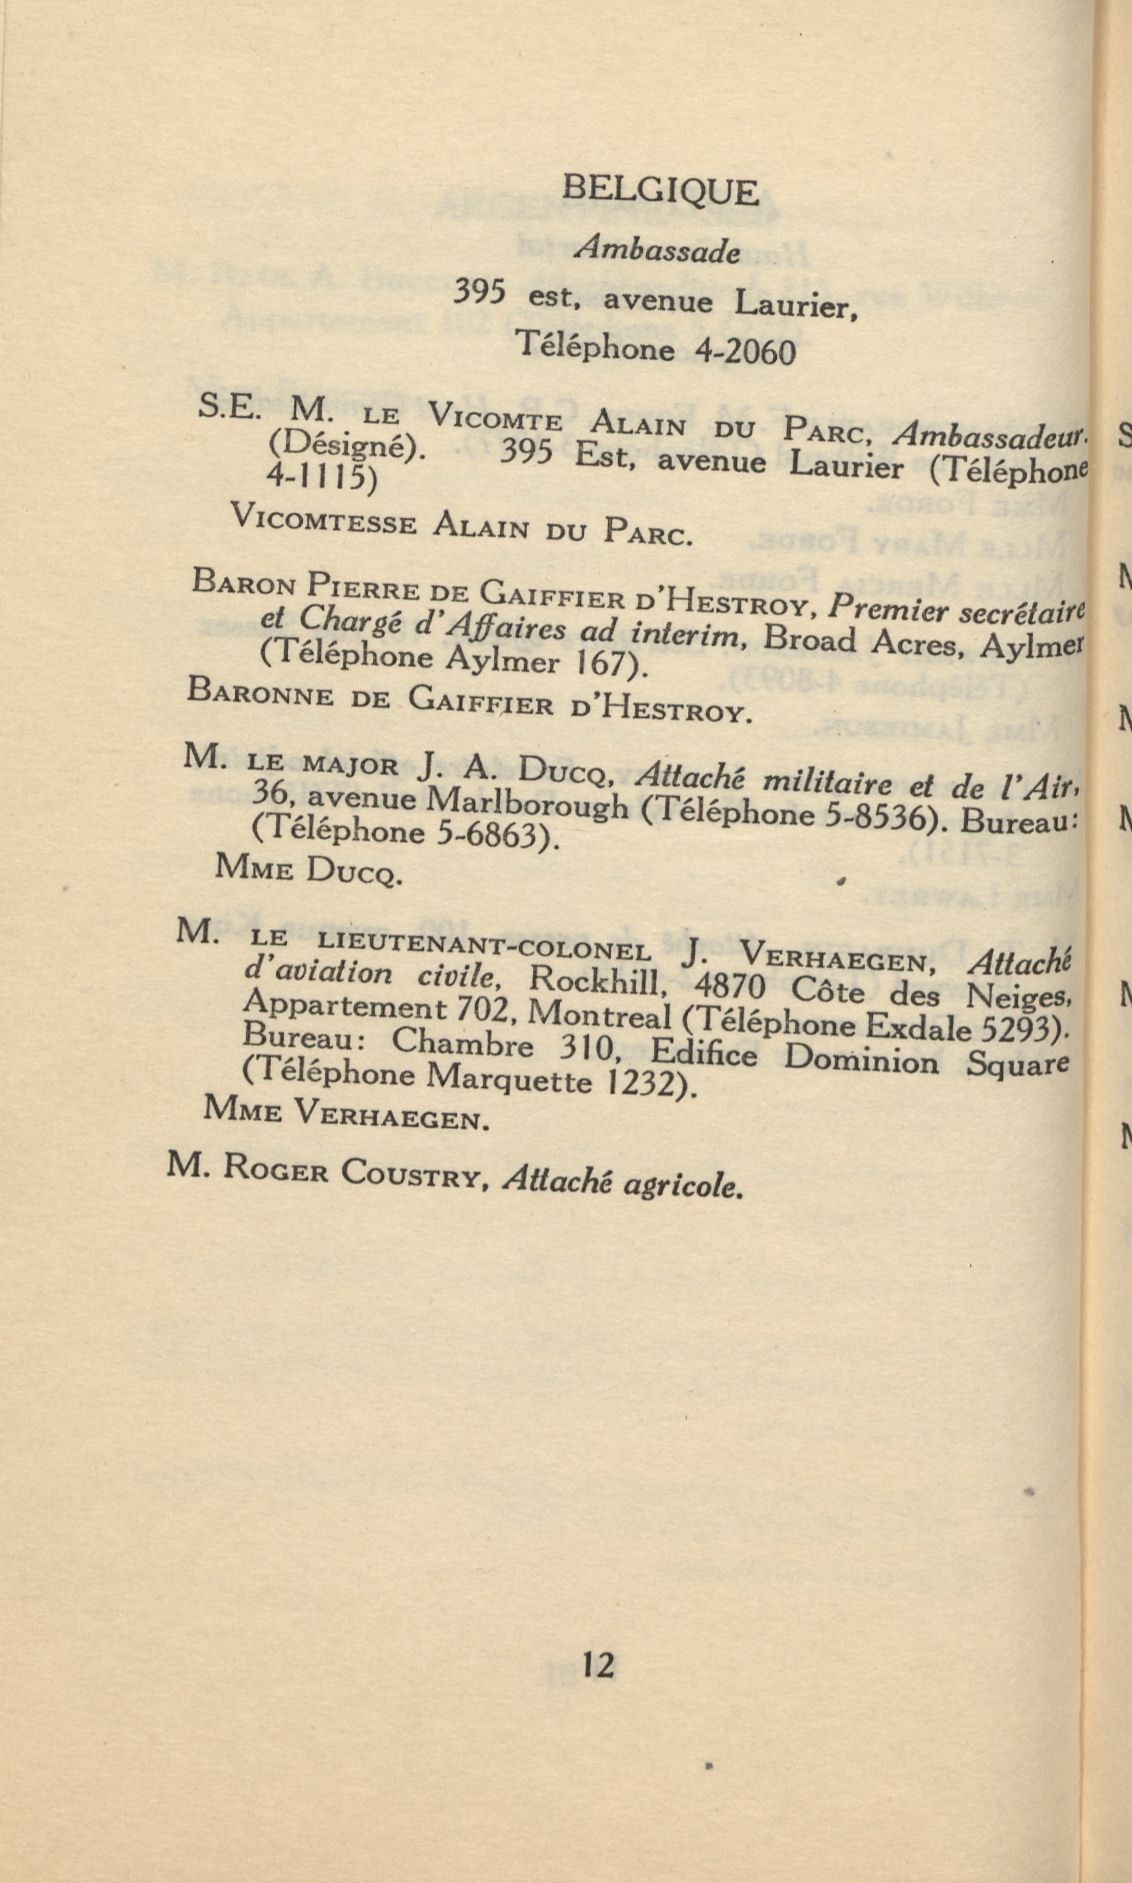 BELGIQUE
Ambassade
395 est, avenue Laurier,
Téléphone 4-2060
S.E. M. LE VICOMTE ALAIN DU PARC, Ambassadeur.
(Désigné). 395 Est, avenue Laurier (Téléphone
4-1115)
VICOMTESSE ALAIN DU PARC.
BARON PIERRE DE GAIFFIER D'HESTROY, Premier secrétaire
et Chargé d'Affaires ad interim, Broad Acres, Aylmer
(Téléphone Aylmer 167).
BARONNE DE GAIFFIER D'HESTROY.
M. LE MAJOR J. A. DUCQ, Attaché militaire et de l'Air,
36, avenue Marlborough (Téléphone 5-8536). Bureau:
(Téléphone 5-6863).
MME DUCQ.
M. LE LIEUTENANT-COLONEL J. VERHAEGEN, Attaché
d'aviation civile, Rockhill, 4870 Côte des Neiges,
Appartement 702, Montreal (Téléphone Exdale 5293).
Bureau: Chambre 310, Edifice Dominion Square
(Téléphone Marquette 1232).
MME VERHAEGEN.
M. ROGER COUSTRY, Attaché agricole.
12